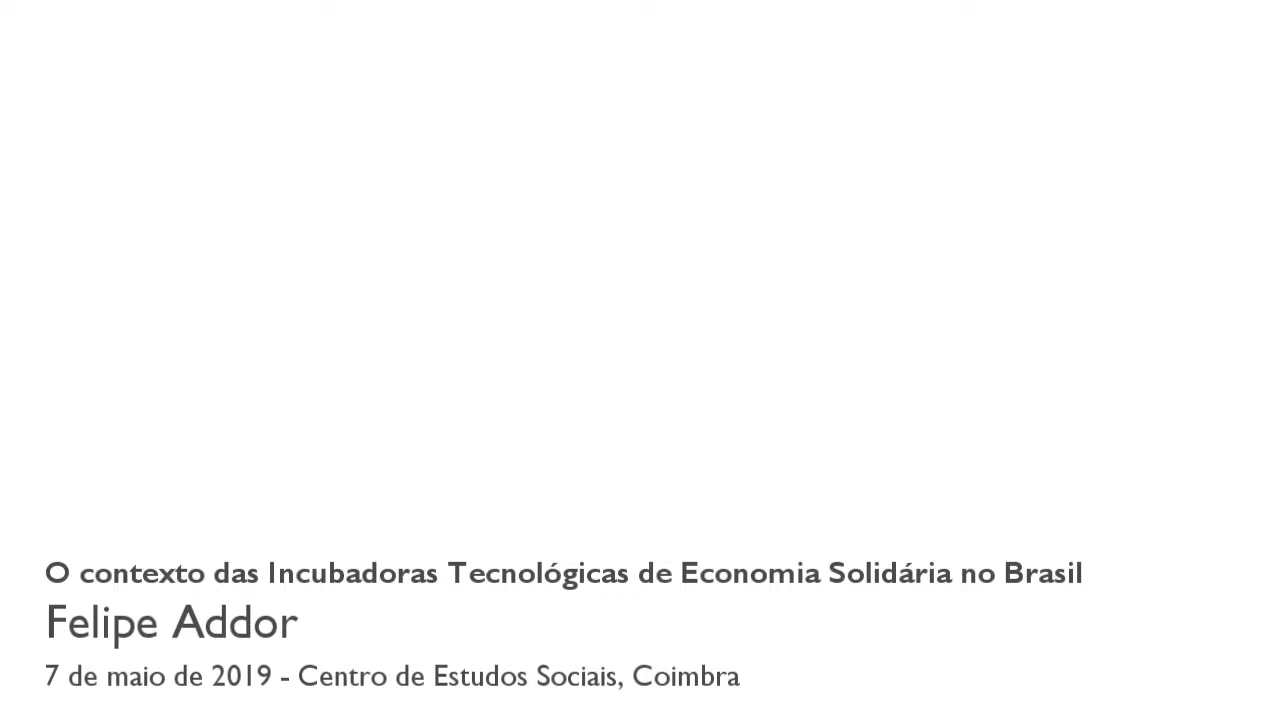 O contexto das Incubadoras Tecnológicas de Economia Solidária no Brasil
Felipe Addor
7 de maio de 2019 - Centro de Estudos Sociais, Coimbra